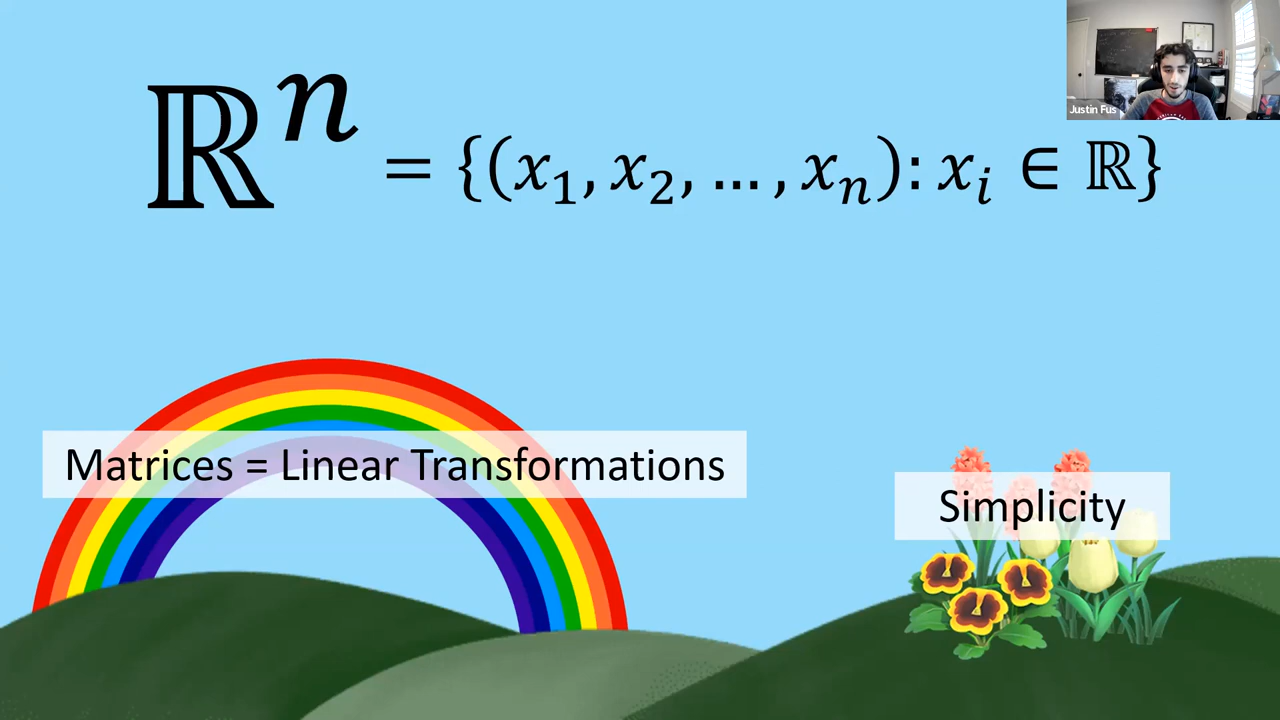 ℝⁿ = {(x₁, x₂, …, xₙ): xᵢ ∈ ℝ}
Justin Fus
Matrices = Linear Transformations
Simplicity